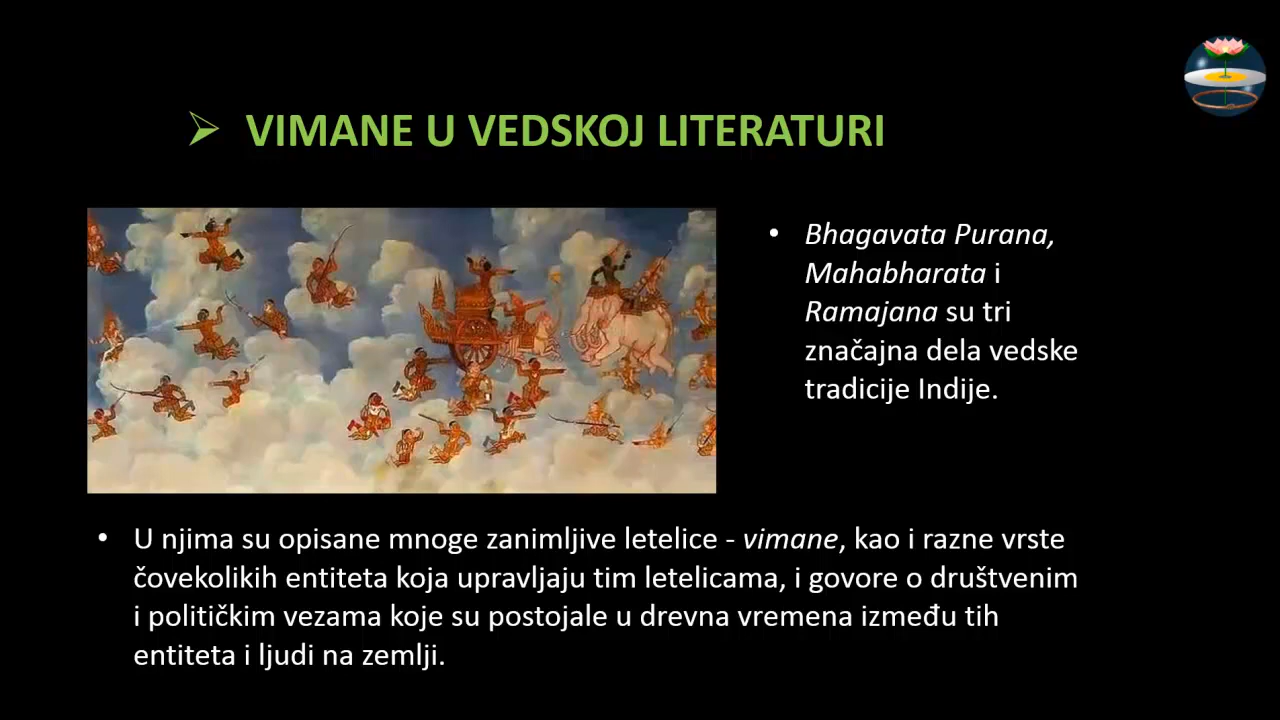 VIMANE U VEDSKOJ LITERATURI
Bhagavata Purana,
Mahabharata i
Ramajana su tri
značajna dela vedske
tradicije Indije.
U njima su opisane mnoge zanimljive letelice - vimane, kao i razne vrste
čovekolikih entiteta koja upravljaju tim letelicama, i govore o društvenim
i političkim vezama koje su postojale u drevna vremena između tih
entiteta i ljudi na zemlji.